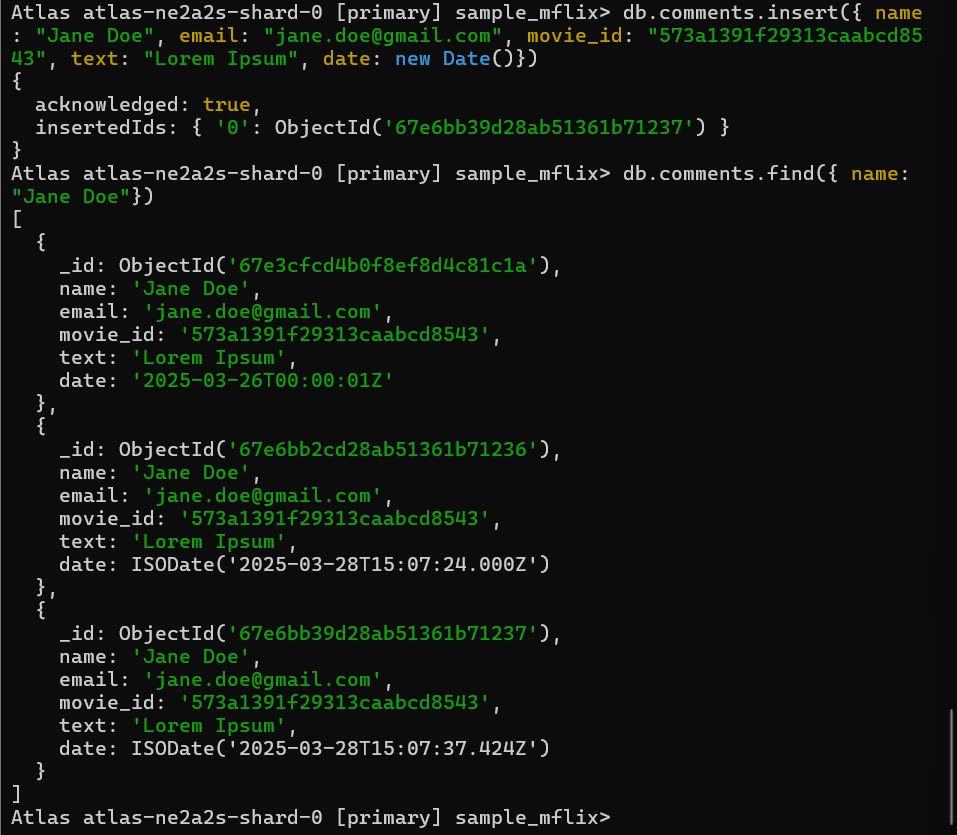 Atlas atlas-ne2a2s-shard-0 [primary] sample_mflix> db.comments.insert({ name
: "Jane Doe", email: "jane.doe@gmail.com", movie_id: "573a1391f29313caabcd85
43", text: "Lorem Ipsum", date: new Date()})
{
  acknowledged: true,
  insertedIds: { '0': ObjectId('67e6bb39d28ab51361b71237') }
}
Atlas atlas-ne2a2s-shard-0 [primary] sample_mflix> db.comments.find({ name:
"Jane Doe"})
[
  {
    _id: ObjectId('67e3cfcd4b0f8ef8d4c81c1a'),
    name: 'Jane Doe',
    email: 'jane.doe@gmail.com',
    movie_id: '573a1391f29313caabcd8543',
    text: 'Lorem Ipsum',
    date: '2025-03-26T00:00:01Z'
  },
  {
    _id: ObjectId('67e6bb2cd28ab51361b71236'),
    name: 'Jane Doe',
    email: 'jane.doe@gmail.com',
    movie_id: '573a1391f29313caabcd8543',
    text: 'Lorem Ipsum',
    date: ISODate('2025-03-28T15:07:24.000Z')
  },
  {
    _id: ObjectId('67e6bb39d28ab51361b71237'),
    name: 'Jane Doe',
    email: 'jane.doe@gmail.com',
    movie_id: '573a1391f29313caabcd8543',
    text: 'Lorem Ipsum',
    date: ISODate('2025-03-28T15:07:37.424Z')
  }
]
Atlas atlas-ne2a2s-shard-0 [primary] sample_mflix>